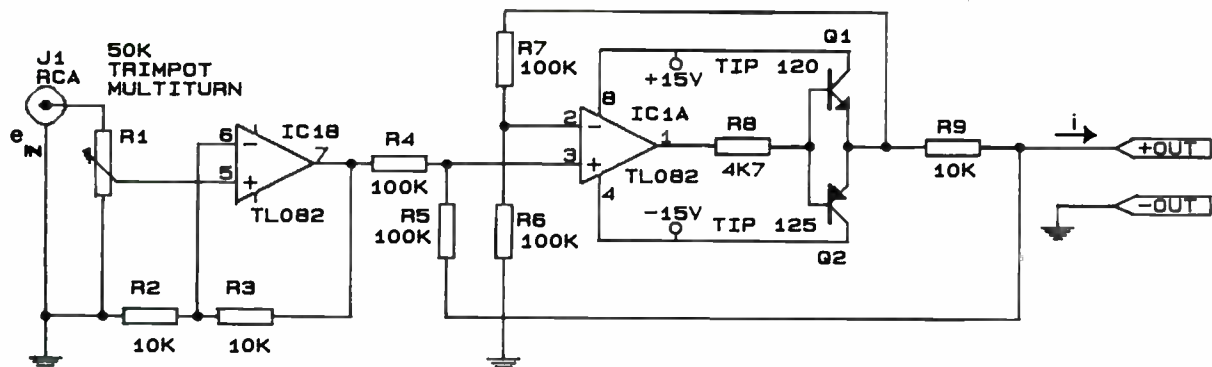 J1
RCA
50K
TRIMPOT
MULTITURN
R1
6
-
5
+
IC18
7
TL082
R2
10K
R3
10K
R4
100K
R5
100K
R7
100K
R6
100K
+15V
8
2
-
3
+
IC1A
1
TL082
4
-15V
R8
4K7
Q1
TIP 120
TIP 125
Q2
R9
10K
i
+OUT
-OUT